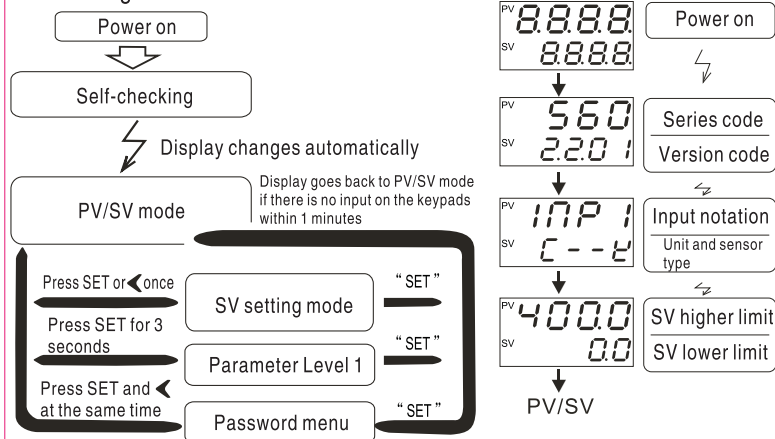 Power on
Self-checking
Display changes automatically
PV/SV mode
Display goes back to PV/SV mode
if there is no input on the keypads
within 1 minutes
Press SET or once
SV setting mode
“ SET ”
Press SET for 3
seconds
Parameter Level 1
“ SET ”
Press SET and
at the same time
Password menu
“ SET ”
PV 8.8.8.8.
SV 8.8.8.8.
Power on
PV 560
SV 2.2.0 1
Series code
Version code
PV INP 1
SV
Input notation
Unit and sensor
type
PV 400.0
SV 0.0
SV higher limit
SV lower limit
PV/SV